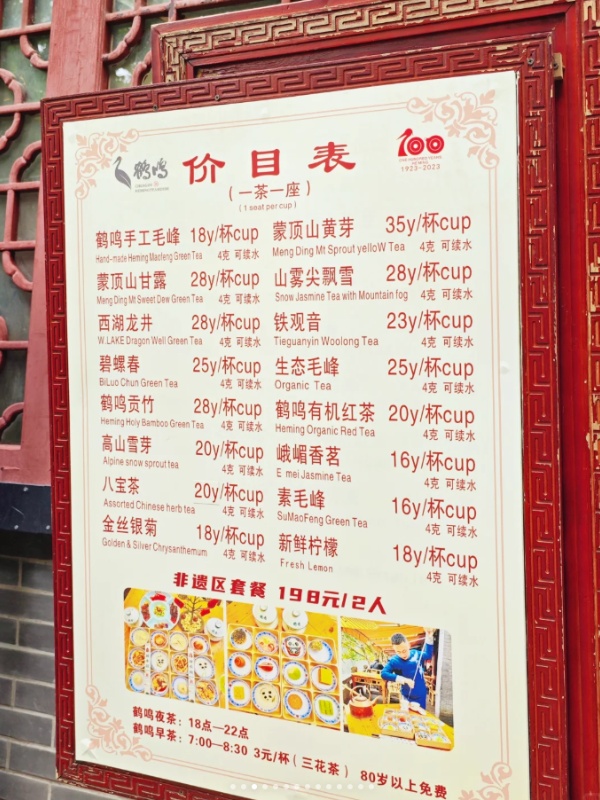 鹤鸣
价目表
100
1923-2023
(一茶一座)
(1 seat per cup)
鹤鸣手工毛峰 18y/杯cup
Hand-made Heming Maofeng Green Tea 4克 可续水
蒙顶山甘露 28y/杯cup
Meng Ding Mt Sweet Dew Green Tea 4克 可续水
西湖龙井 28y/杯cup
W.LAKE Dragon Well Green Tea 4克 可续水
碧螺春 25y/杯cup
BiLuo Chun Green Tea 4克 可续水
鹤鸣贡竹 28y/杯cup
Heming Holy Bamboo Green Tea 4克 可续水
高山雪芽 20y/杯cup
Alpine snow sprout tea 4克 可续水
八宝茶 20y/杯cup
Assorted Chinese herb tea 4克 可续水
金丝银菊 18y/杯cup
Golden & Silver Chrysanthemum 4克 可续水
蒙顶山黄芽 35y/杯cup
Meng Ding Mt Sprout yelloW Tea 4克 可续水
山雾尖飘雪 28y/杯cup
Snow Jasmine Tea with Mountain fog 4克 可续水
铁观音 23y/杯cup
Tieguanyin Woolong Tea 4克 可续水
生态毛峰 25y/杯cup
Organic Tea 4克 可续水
鹤鸣有机红茶 20y/杯cup
Heming Organic Red Tea 4克 可续水
峨嵋香茗 16y/杯cup
E mei Jasmine Tea 4克 可续水
素毛峰 16y/杯cup
SuMaoFeng Green Tea 4克 可续水
新鲜柠檬 18y/杯cup
Fresh Lemon 4克 可续水
非遗区套餐 198元/2人
鹤鸣夜茶：18点—22点
鹤鸣早茶：7:00—8:30 3元/杯(三花茶) 80岁以上免费